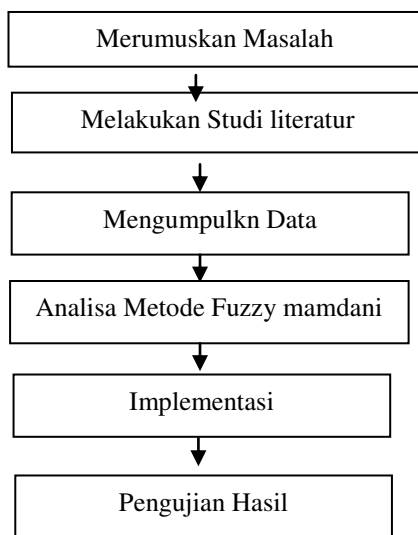 Merumuskan Masalah
Melakukan Studi literatur
Mengumpulkn Data
Analisa Metode Fuzzy mamdani
Implementasi
Pengujian Hasil